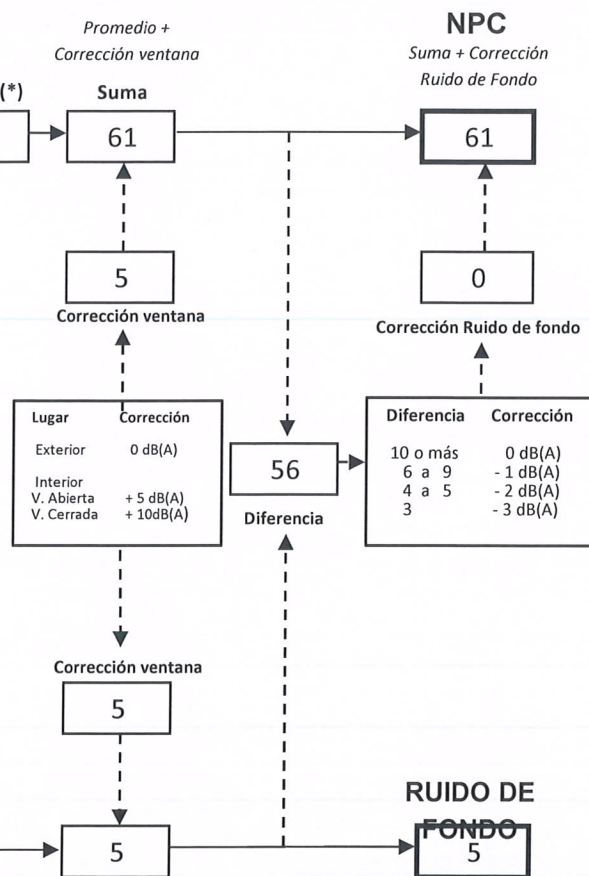 Promedio +
Corrección ventana
NPC
Suma + Corrección
Ruido de Fondo
(*)
Suma
61
61
5
0
Corrección ventana
Corrección Ruido de fondo
Lugar Corrección
Exterior 0 dB(A)
Interior
V. Abierta + 5 dB(A)
V. Cerrada + 10dB(A)
56
Diferencia
Diferencia Corrección
10 o más 0 dB(A)
6 a 9 - 1 dB(A)
4 a 5 - 2 dB(A)
3 - 3 dB(A)
Corrección ventana
5
RUIDO DE
FONDO
5
5